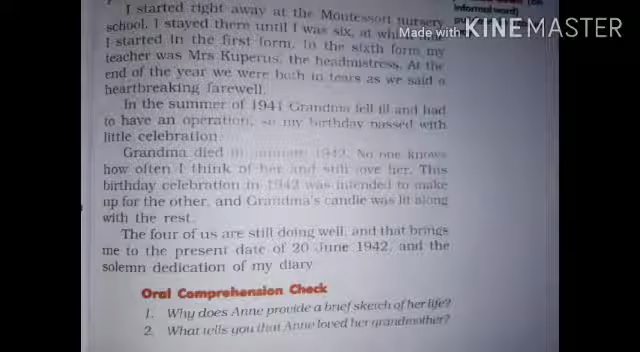 I started right away at the Montessori nursery
school. I stayed there until I was six, at
I started in the first form. In the sixth form my
teacher was Mrs Kuperus, the headmistress. At the
end of the year we were both in tears as we said a
heartbreaking farewell.
In the summer of 1941 Grandma fell ill and had
to have an operation, so my birthday passed with
little celebration.
Grandma died in January 1942. No one knows
how often I think of her and still love her. This
birthday celebration in 1942 was intended to make
up for the other, and Grandma's candle was lit along
with the rest.
The four of us are still doing well, and that brings
me to the present date of 20 June 1942, and the
solemn dedication of my diary.
Oral Comprehension Check
1. Why does Anne provide a brief sketch of her life?
2. What tells you that Anne loved her grandmother?
informal word)
Made with KINEMASTER